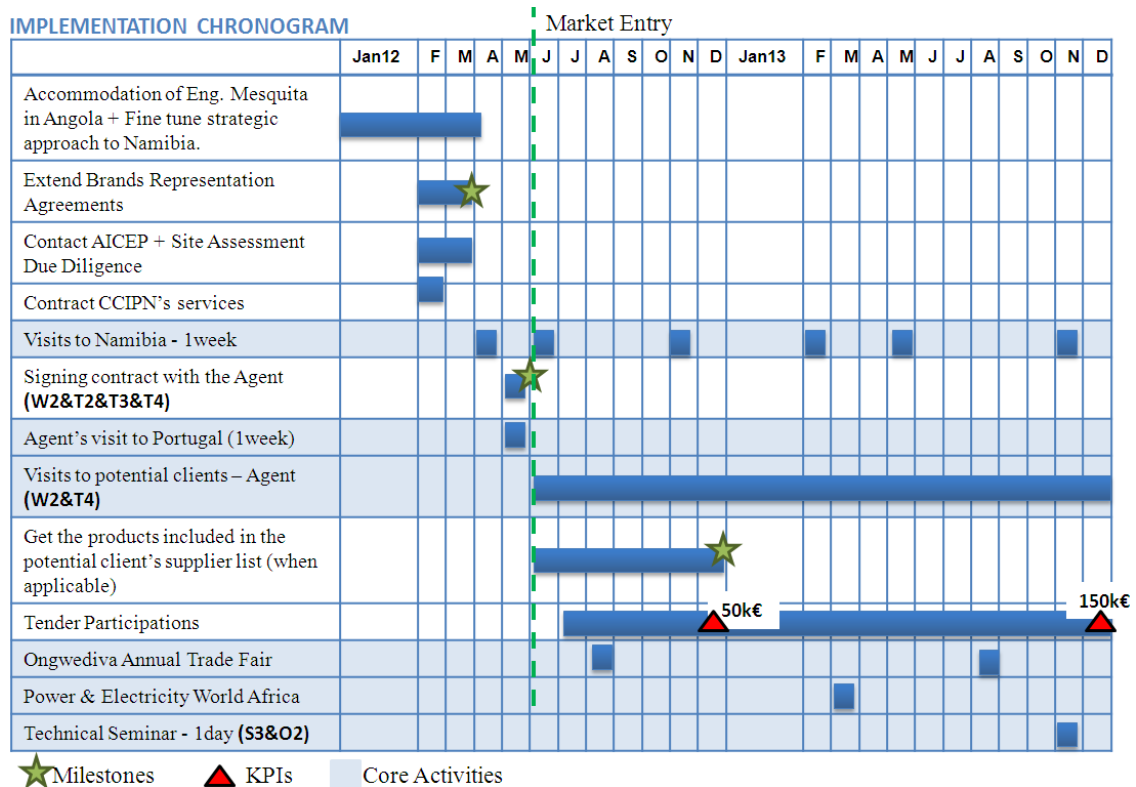 IMPLEMENTATION CHRONOGRAM
Market Entry
Jan12 F M A M J J A S O N D Jan13 F M A M J J A S O N D
Accommodation of Eng. Mesquita
in Angola + Fine tune strategic
approach to Namibia.
Extend Brands Representation
Agreements
Contact AICEP + Site Assessment
Due Diligence
Contract CCIPN’s services
Visits to Namibia - 1week
Signing contract with the Agent
(W2&T2&T3&T4)
Agent’s visit to Portugal (1week)
Visits to potential clients – Agent
(W2&T4)
Get the products included in the
potential client’s supplier list (when
applicable)
Tender Participations
50k€
150k€
Ongwediva Annual Trade Fair
Power & Electricity World Africa
Technical Seminar - 1day (S3&O2)
Milestones
KPIs
Core Activities